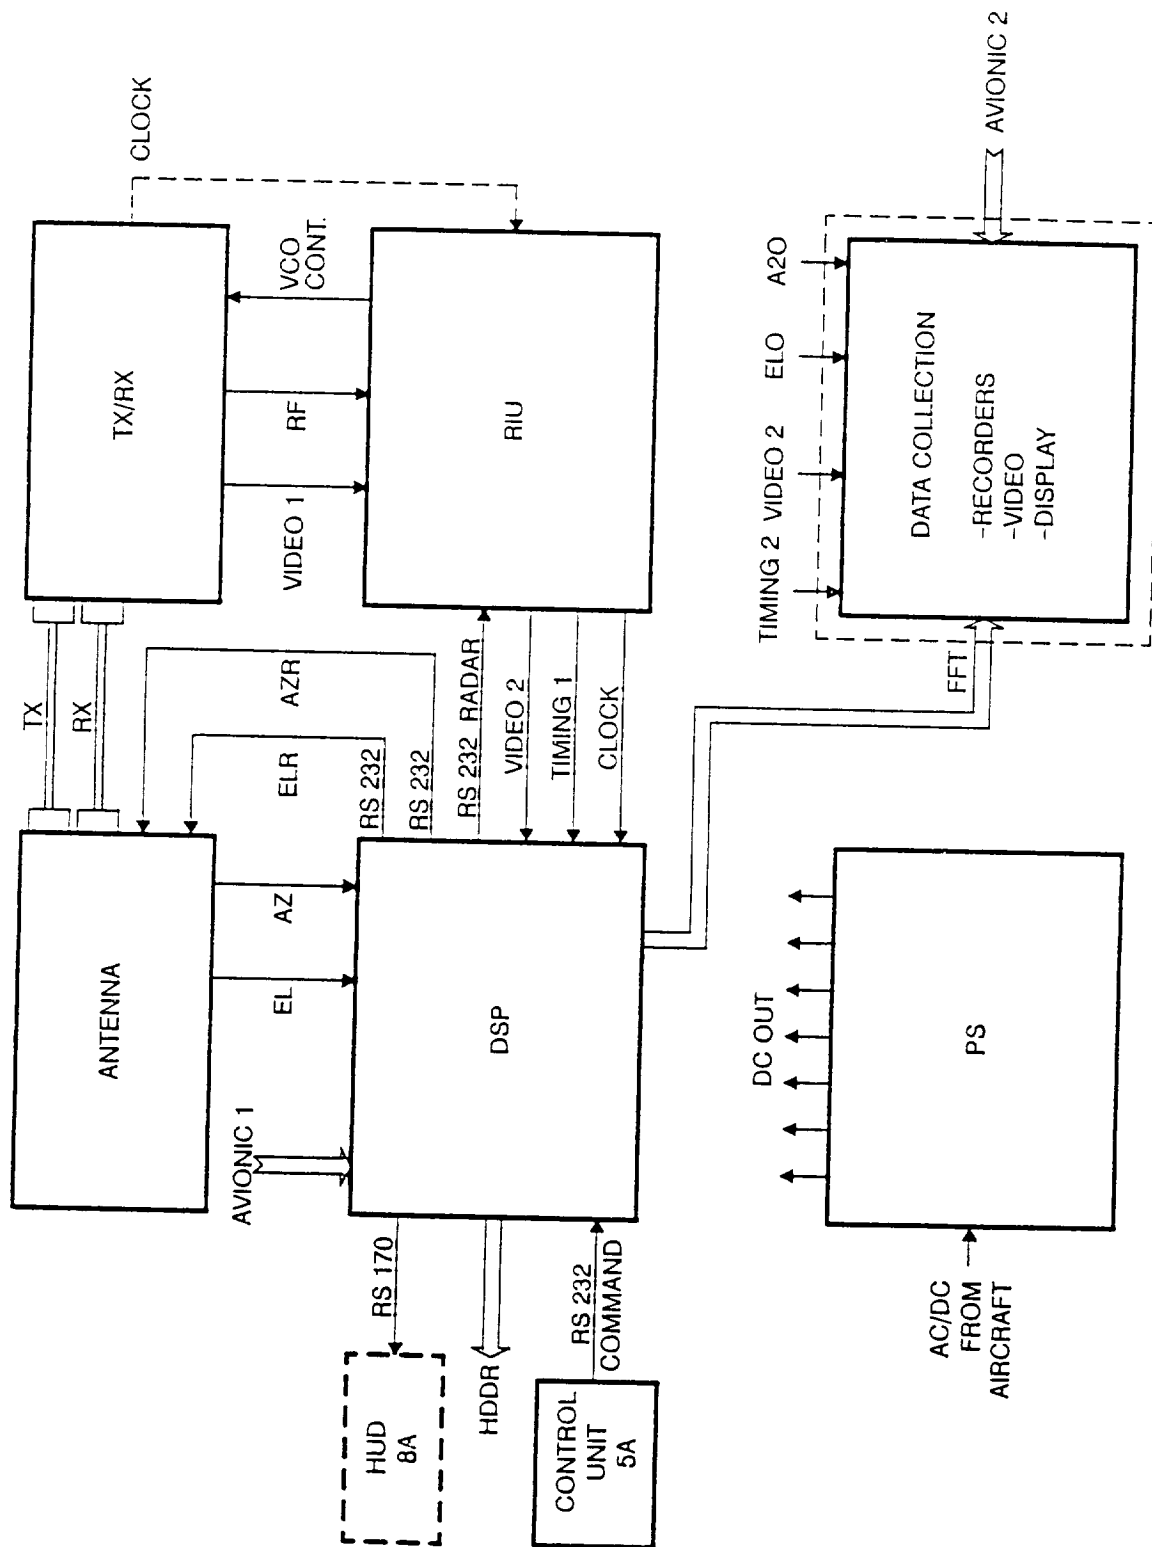 ANTENNA
TX
RX
TX/RX
CLOCK
AVIONIC 1
EL
AZ
ELR
AZR
VIDEO 1
RF
VCO
CONT.
HUD
8A
RS 170
HDDR
CONTROL
UNIT
5A
RS 232
COMMAND
DSP
RS 232
RS 232
RS 232 RADAR
VIDEO 2
TIMING 1
CLOCK
RIU
AC/DC
FROM
AIRCRAFT
DC OUT
PS
FFT
TIMING 2
VIDEO 2
ELO
A2O
DATA COLLECTION
-RECORDERS
-VIDEO
-DISPLAY
AVIONIC 2